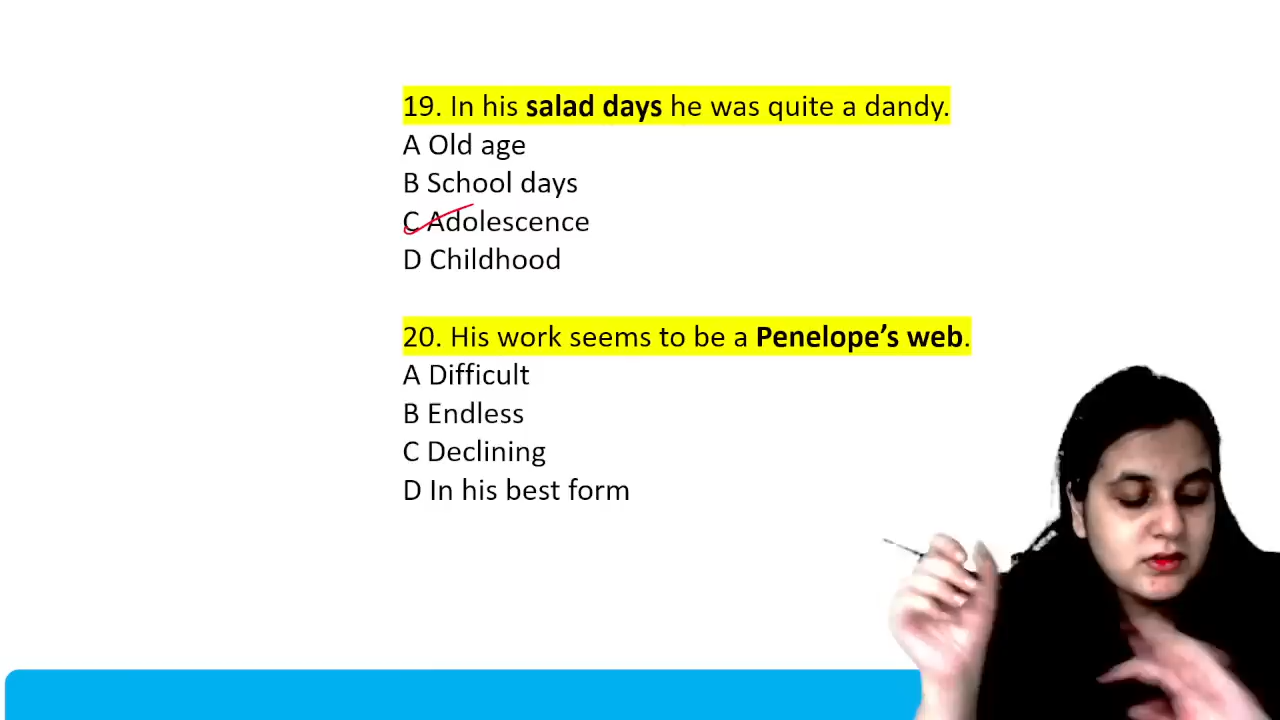 19. In his salad days he was quite a dandy.
A Old age
B School days
C Adolescence
D Childhood
20. His work seems to be a Penelope’s web.
A Difficult
B Endless
C Declining
D In his best form